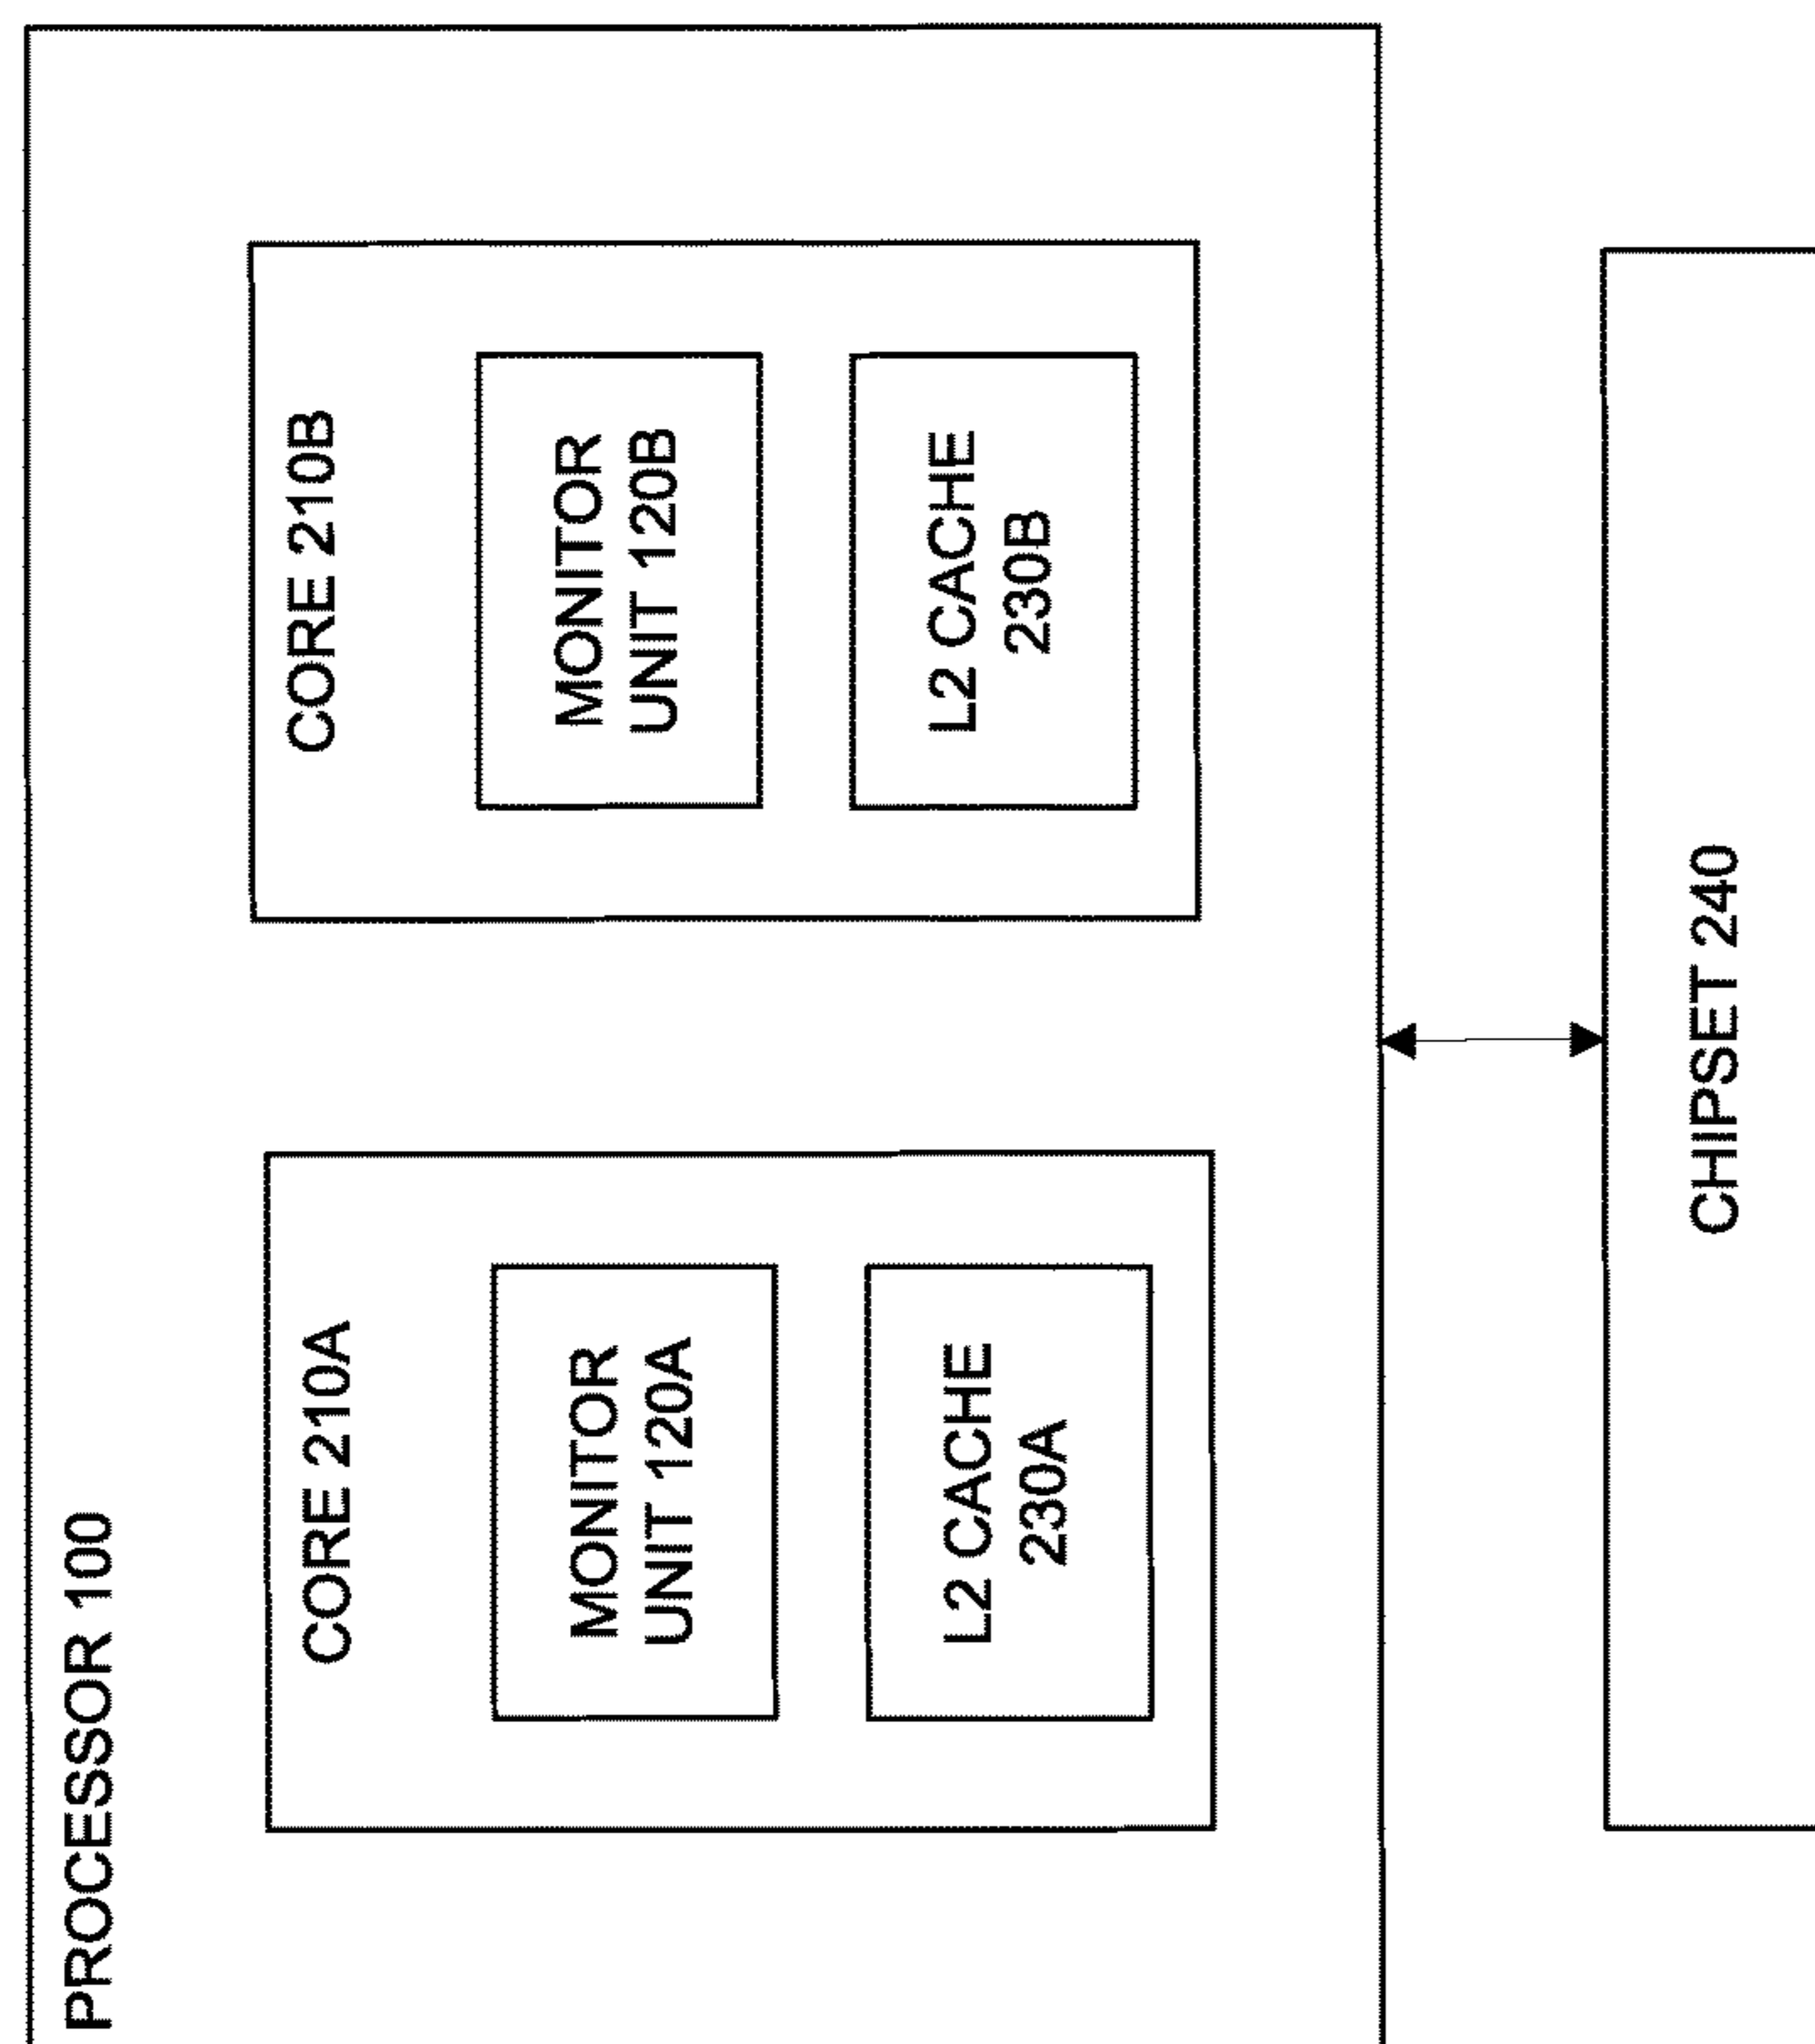 PROCESSOR 100
CORE 210A
MONITOR
UNIT 120A
L2 CACHE
230A
CORE 210B
MONITOR
UNIT 120B
L2 CACHE
230B
CHIPSET 240